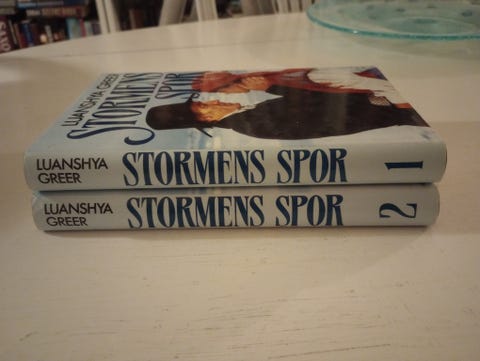 LUANSHYA GREER
STORMENS
SPOR
LUANSHYA
GREER
STORMENS SPOR
1
LUANSHYA
GREER
STORMENS SPOR
2